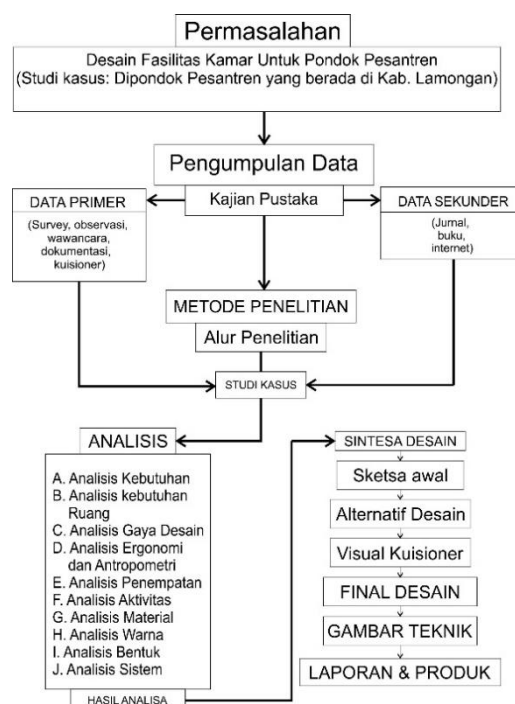 Permasalahan
Desain Fasilitas Kamar Untuk Pondok Pesantren
(Studi kasus: Dipondok Pesantren yang berada di Kab. Lamongan)
Pengumpulan Data
Kajian Pustaka
DATA PRIMER
(Survey, observasi,
wawancara,
dokumentasi,
kuisioner)
DATA SEKUNDER
(Jurnal,
buku,
internet)
METODE PENELITIAN
Alur Penelitian
STUDI KASUS
ANALISIS
A. Analisis Kebutuhan
B. Analisis kebutuhan
Ruang
C. Analisis Gaya Desain
D. Analisis Ergonomi
dan Antropometri
E. Analisis Penempatan
F. Analisis Aktivitas
G. Analisis Material
H. Analisis Warna
I. Analisis Bentuk
J. Analisis Sistem
HASIL ANALISA
SINTESA DESAIN
Sketsa awal
Alternatif Desain
Visual Kuisioner
FINAL DESAIN
GAMBAR TEKNIK
LAPORAN & PRODUK